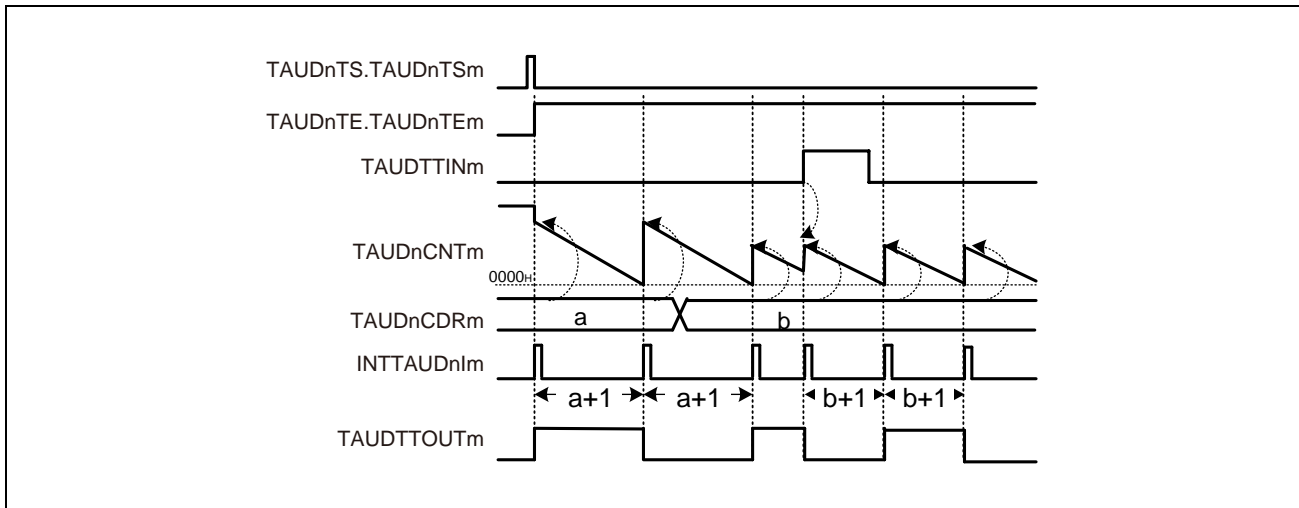 TAUDnTS.TAUDnTSm
TAUDnTE.TAUDnTEm
TAUDTTINm
TAUDnCNTm
0000H
TAUDnCDRm
a
b
INTTAUDnIm
a+1
a+1
b+1
b+1
TAUDTTOUTm